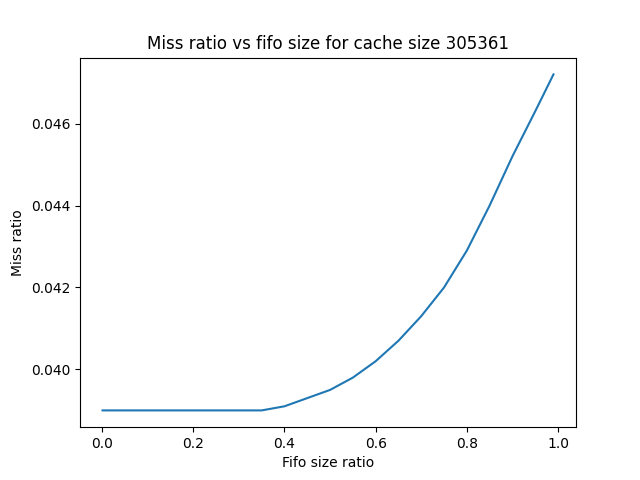 Miss ratio vs fifo size for cache size 305361
Miss ratio
0.046
0.044
0.042
0.040
0.0 0.2 0.4 0.6 0.8 1.0
Fifo size ratio